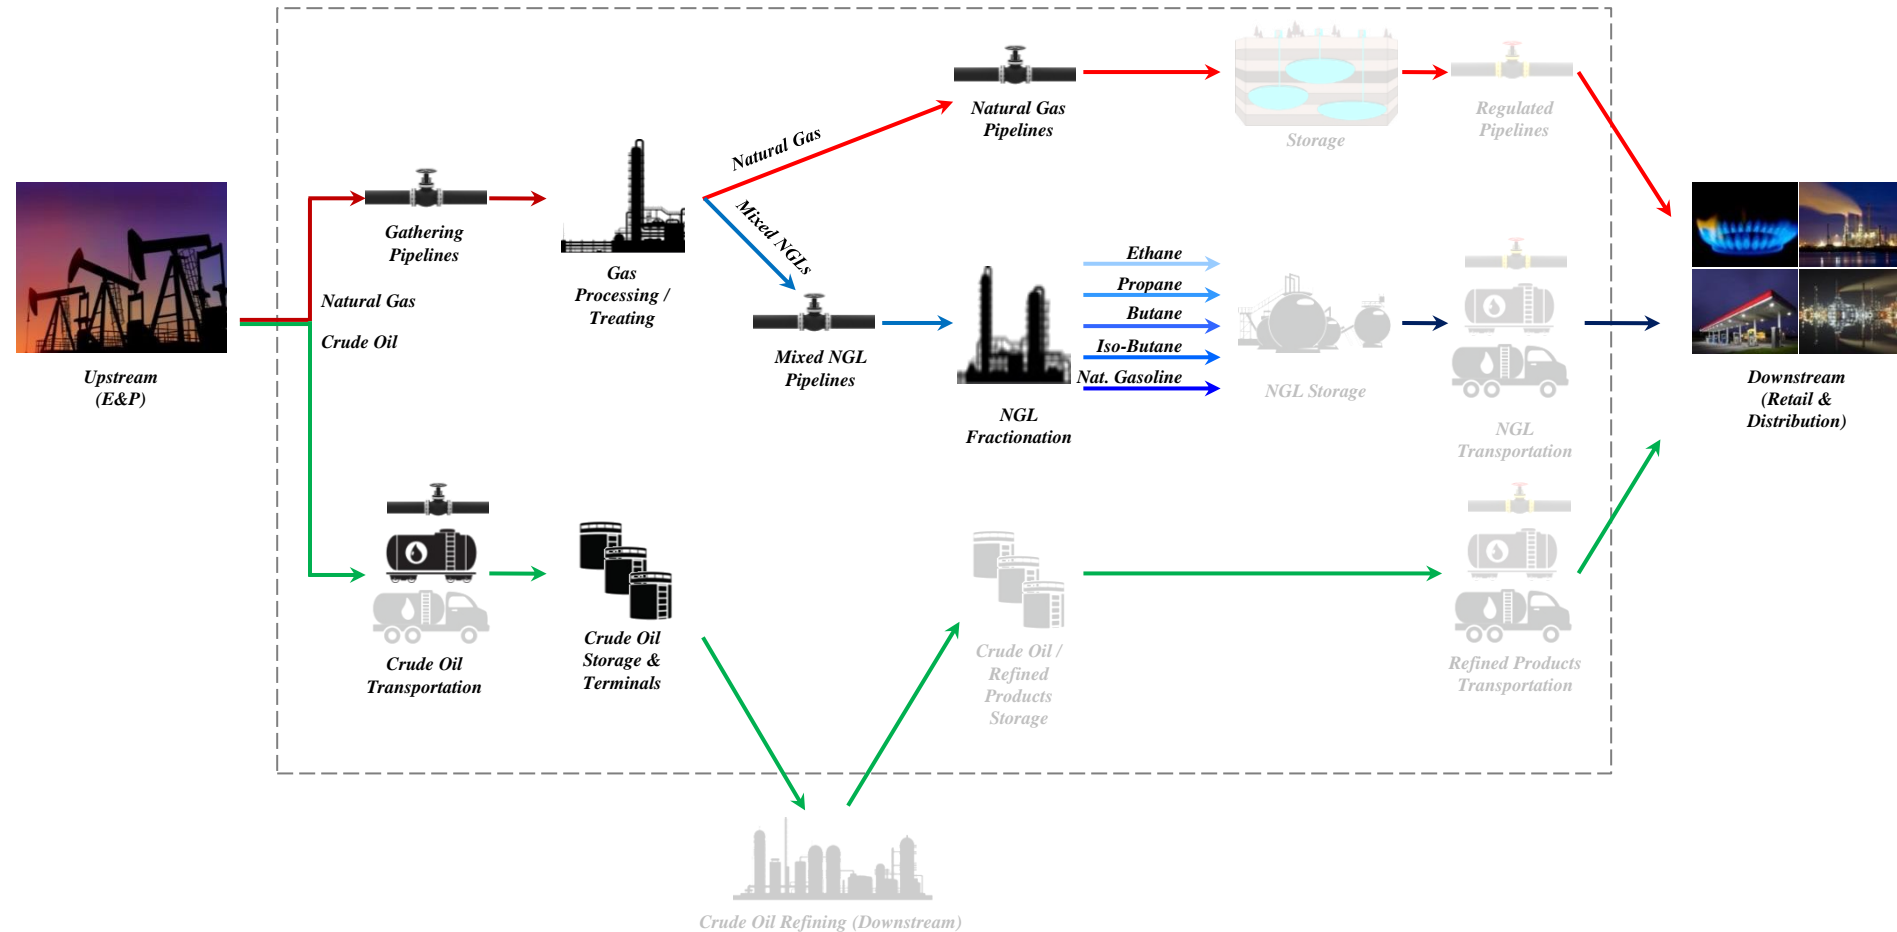 Natural Gas
Pipelines
Storage
Regulated
Pipelines
Natural Gas
Gathering
Pipelines
Gas
Processing /
Treating
Mixed NGLs
Natural Gas
Crude Oil
Upstream
(E&P)
Mixed NGL
Pipelines
NGL
Fractionation
Ethane
Propane
Butane
Iso-Butane
Nat. Gasoline
NGL Storage
NGL
Transportation
Downstream
(Retail &
Distribution)
Crude Oil
Transportation
Crude Oil
Storage &
Terminals
Crude Oil /
Refined
Products
Storage
Refined Products
Transportation
Crude Oil Refining (Downstream)